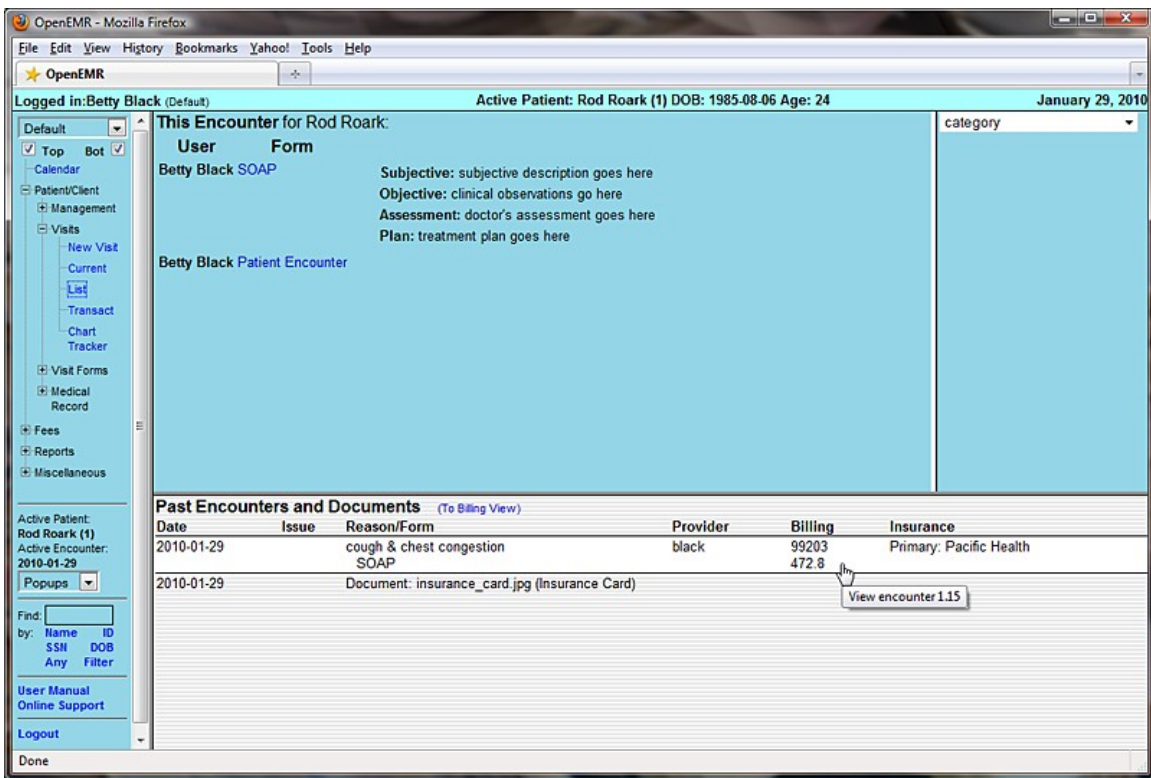 OpenEMR - Mozilla Firefox
File Edit View History Bookmarks Yahoo! Tools Help
OpenEMR
Logged in:Betty Black (Default) Active Patient: Rod Roark (1) DOB: 1985-08-06 Age: 24 January 29, 2010
Default
Top Bot
Calendar
Patient/Client
Management
Visits
New Visit
Current
List
Transact
Chart
Tracker
Visit Forms
Medical
Record
Fees
Reports
Miscellaneous
Active Patient:
Rod Roark (1)
Active Encounter:
2010-01-29
Popups
Find:
by: Name ID
SSN DOB
Any Filter
User Manual
Online Support
Logout
This Encounter for Rod Roark:
User Form
Betty Black SOAP
Subjective: subjective description goes here
Objective: clinical observations go here
Assessment: doctor's assessment goes here
Plan: treatment plan goes here
Betty Black Patient Encounter
category
Past Encounters and Documents (To Billing View)
Date Issue Reason/Form Provider Billing Insurance
2010-01-29 cough & chest congestion black 99203 Primary: Pacific Health
SOAP 472.8
2010-01-29 Document: insurance_card.jpg (Insurance Card)
View encounter 1.15
Done